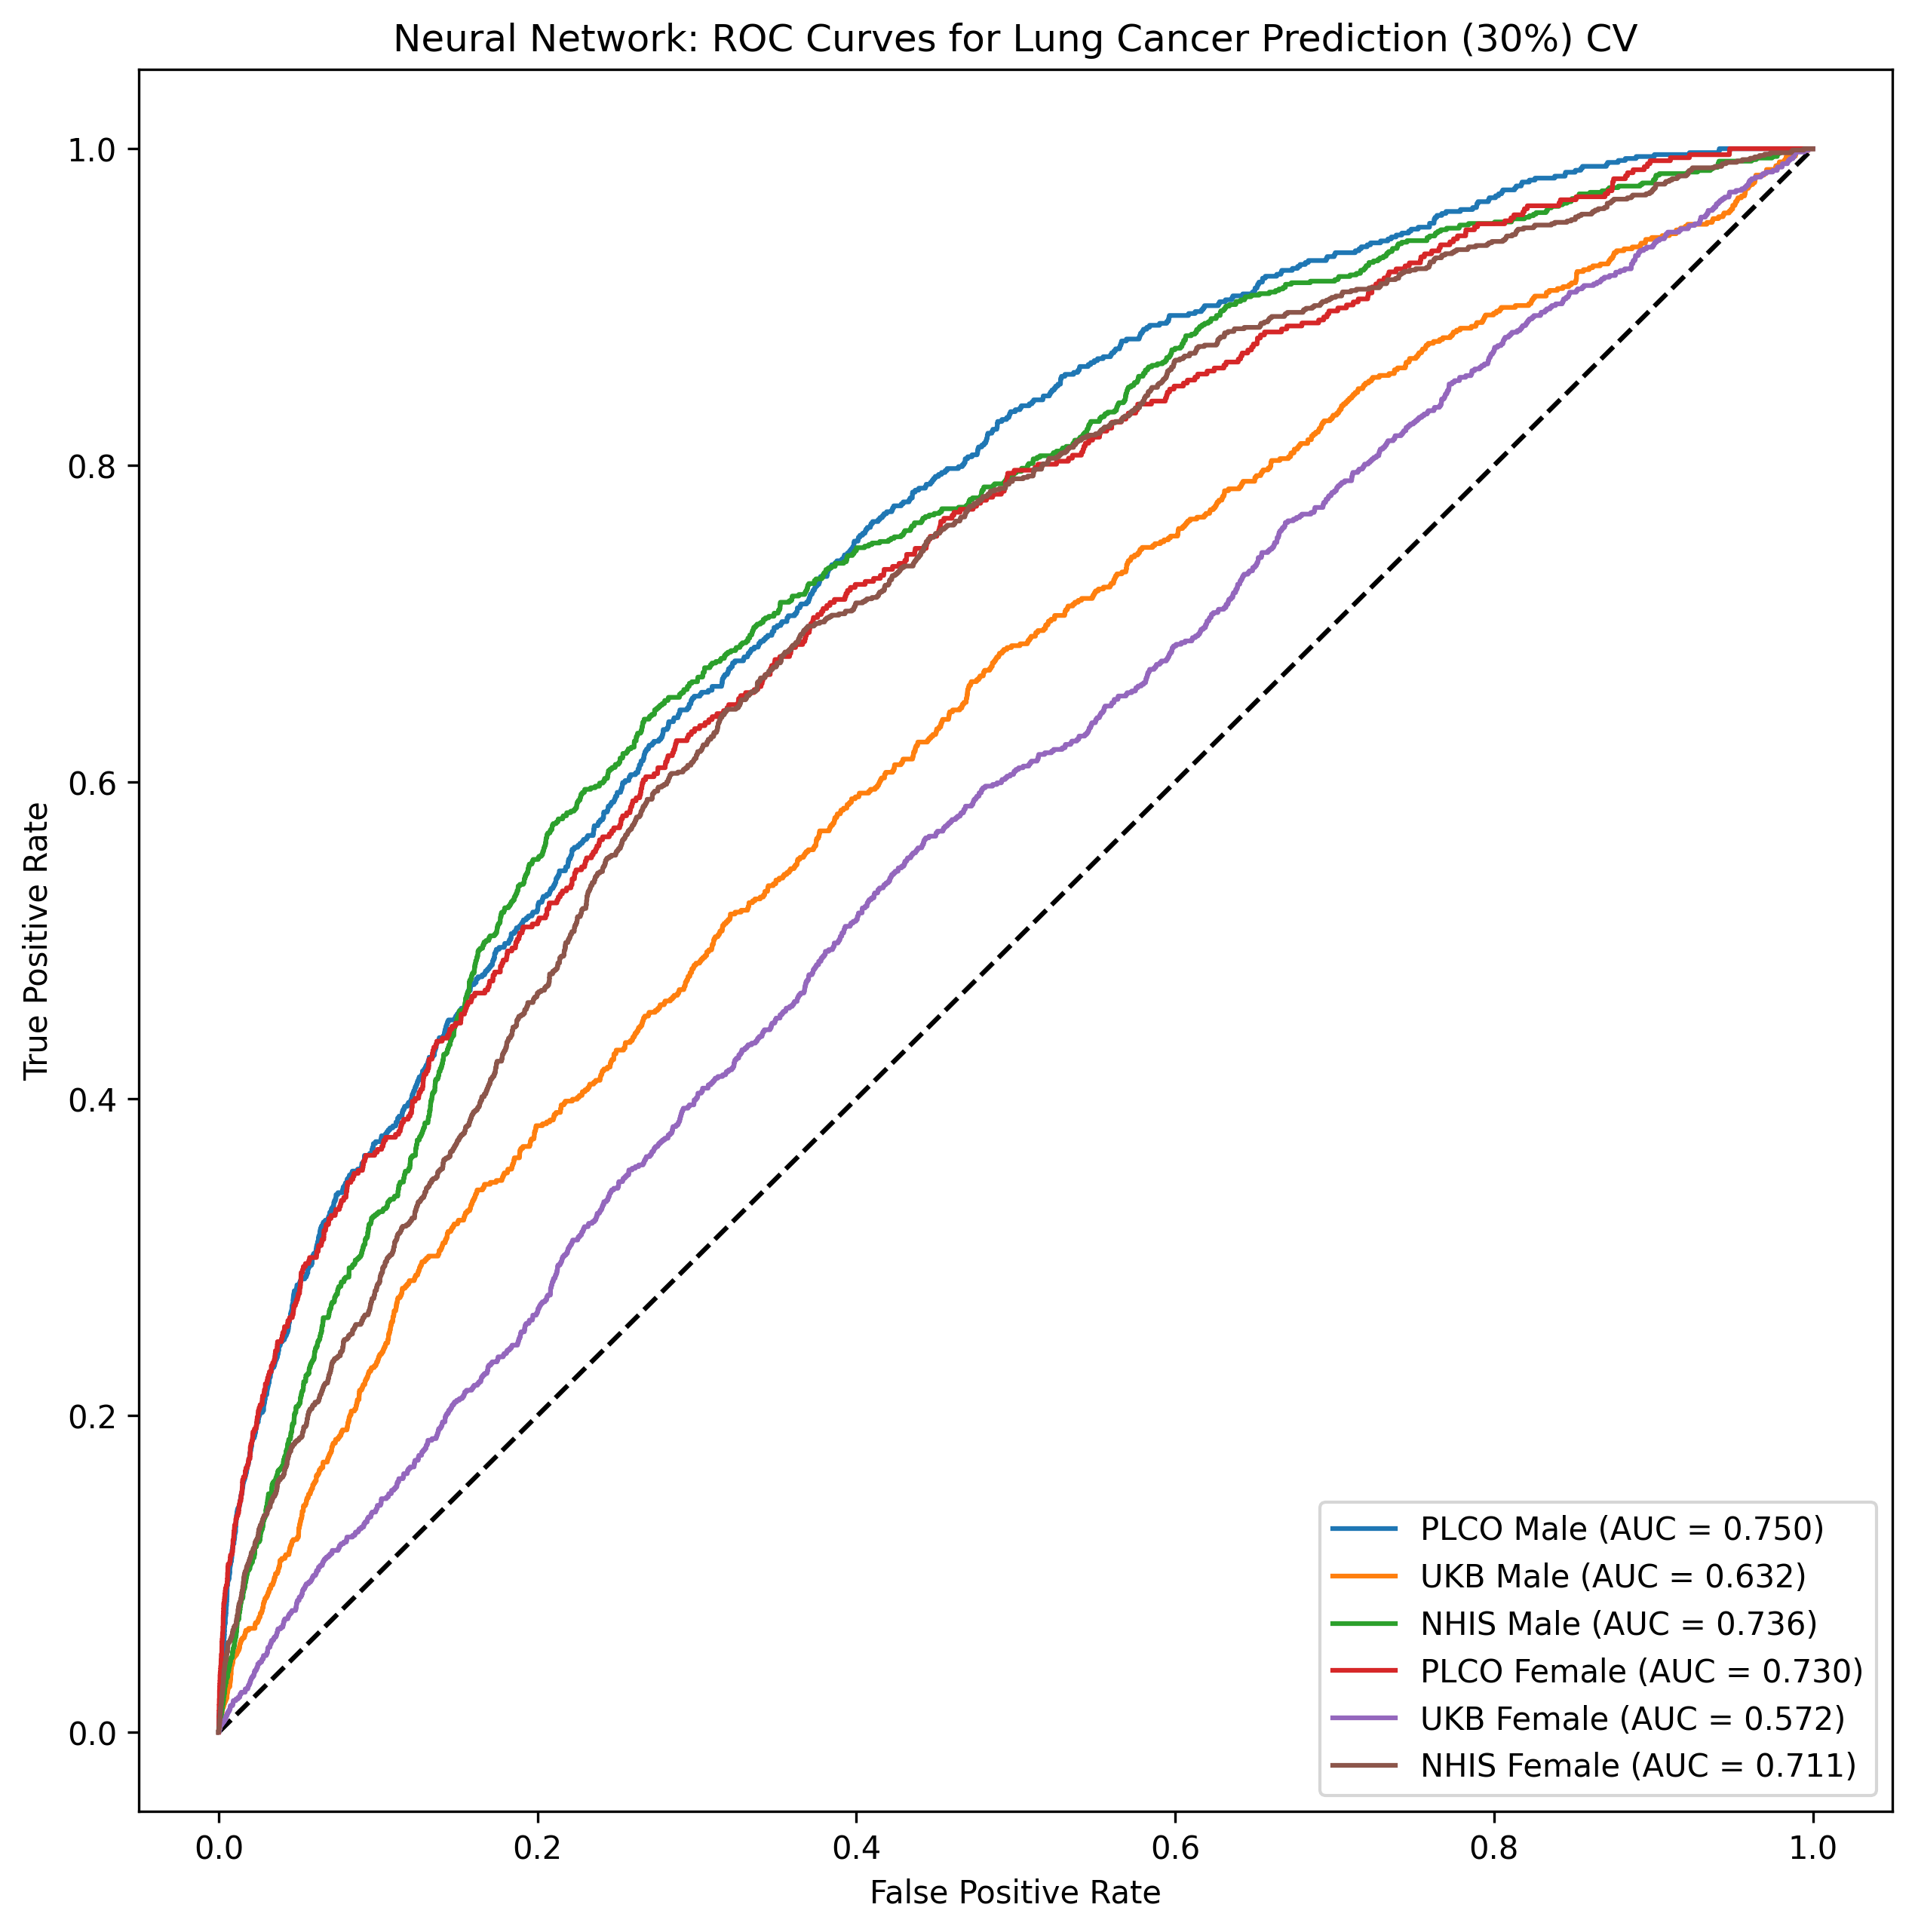 Neural Network: ROC Curves for Lung Cancer Prediction (30%) CV
True Positive Rate
1.0
0.8
0.6
0.4
0.2
0.0
PLCO Male (AUC = 0.750)
UKB Male (AUC = 0.632)
NHIS Male (AUC = 0.736)
PLCO Female (AUC = 0.730)
UKB Female (AUC = 0.572)
NHIS Female (AUC = 0.711)
0.0 0.2 0.4 0.6 0.8 1.0
False Positive Rate